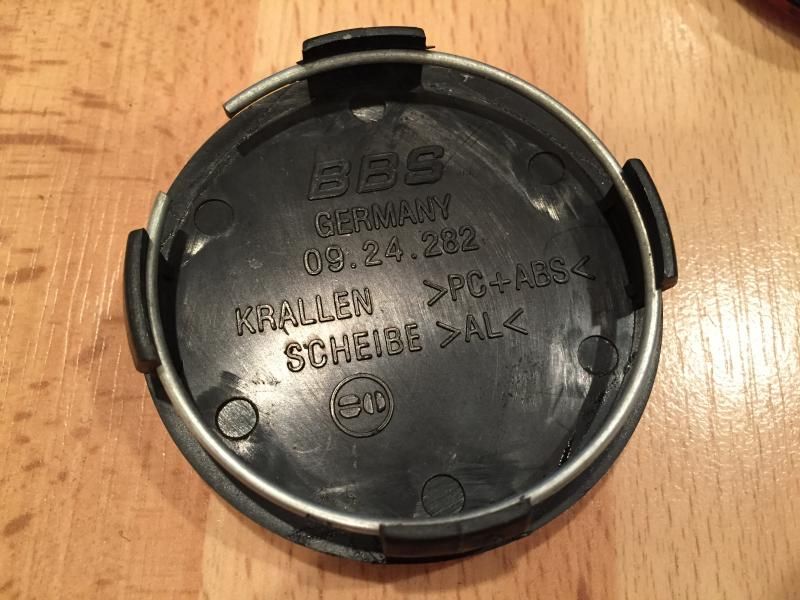 BBS
GERMANY
09.24.282
KRALLEN >PC+ABS<
SCHEIBE >AL<